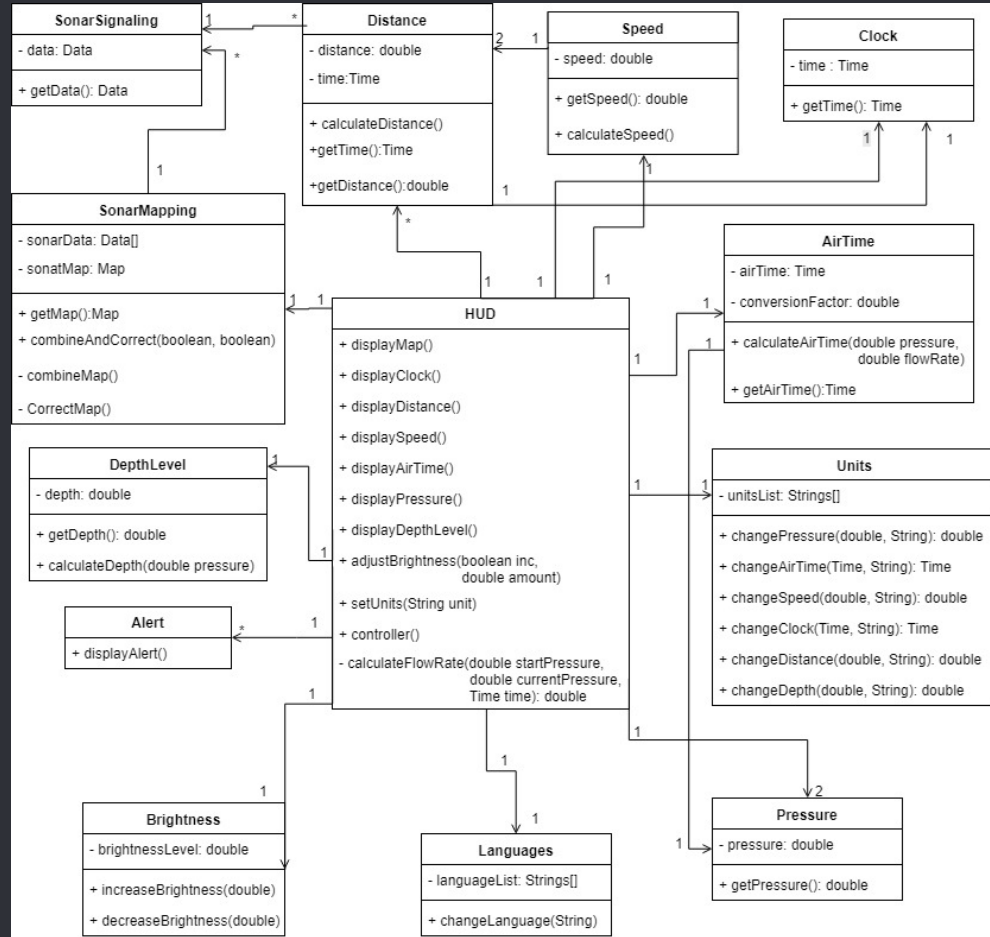 SonarSignaling
- data: Data
+ getData(): Data
1
*
Distance
- distance: double
- time:Time
+ calculateDistance()
+getTime():Time
+getDistance():double
2
1
Speed
- speed: double
+ getSpeed(): double
+ calculateSpeed()
Clock
- time : Time
+ getTime(): Time
*
1
1
1
1
1
SonarMapping
- sonarData: Data[]
- sonatMap: Map
+ getMap():Map
+ combineAndCorrect(boolean, boolean)
- combineMap()
- CorrectMap()
*
1
1
1
1
1
HUD
+ displayMap()
+ displayClock()
+ displayDistance()
+ displaySpeed()
+ displayAirTime()
+ displayPressure()
+ displayDepthLevel()
+ adjustBrightness(boolean inc,
double amount)
+ setUnits(String unit)
+ controller()
- calculateFlowRate(double startPressure,
double currentPressure,
Time time): double
AirTime
- airTime: Time
- conversionFactor: double
+ calculateAirTime(double pressure,
double flowRate)
+ getAirTime():Time
1
1
1
DepthLevel
- depth: double
+ getDepth(): double
+ calculateDepth(double pressure)
1
1
Units
- unitsList: Strings[]
+ changePressure(double, String): double
+ changeAirTime(Time, String): Time
+ changeSpeed(double, String): double
+ changeClock(Time, String): Time
+ changeDistance(double, String): double
+ changeDepth(double, String): double
1
1
Alert
+ displayAlert()
*
1
1
1
Brightness
- brightnessLevel: double
+ increaseBrightness(double)
+ decreaseBrightness(double)
1
1
Languages
- languageList: Strings[]
+ changeLanguage(String)
1
2
1
Pressure
- pressure: double
+ getPressure(): double